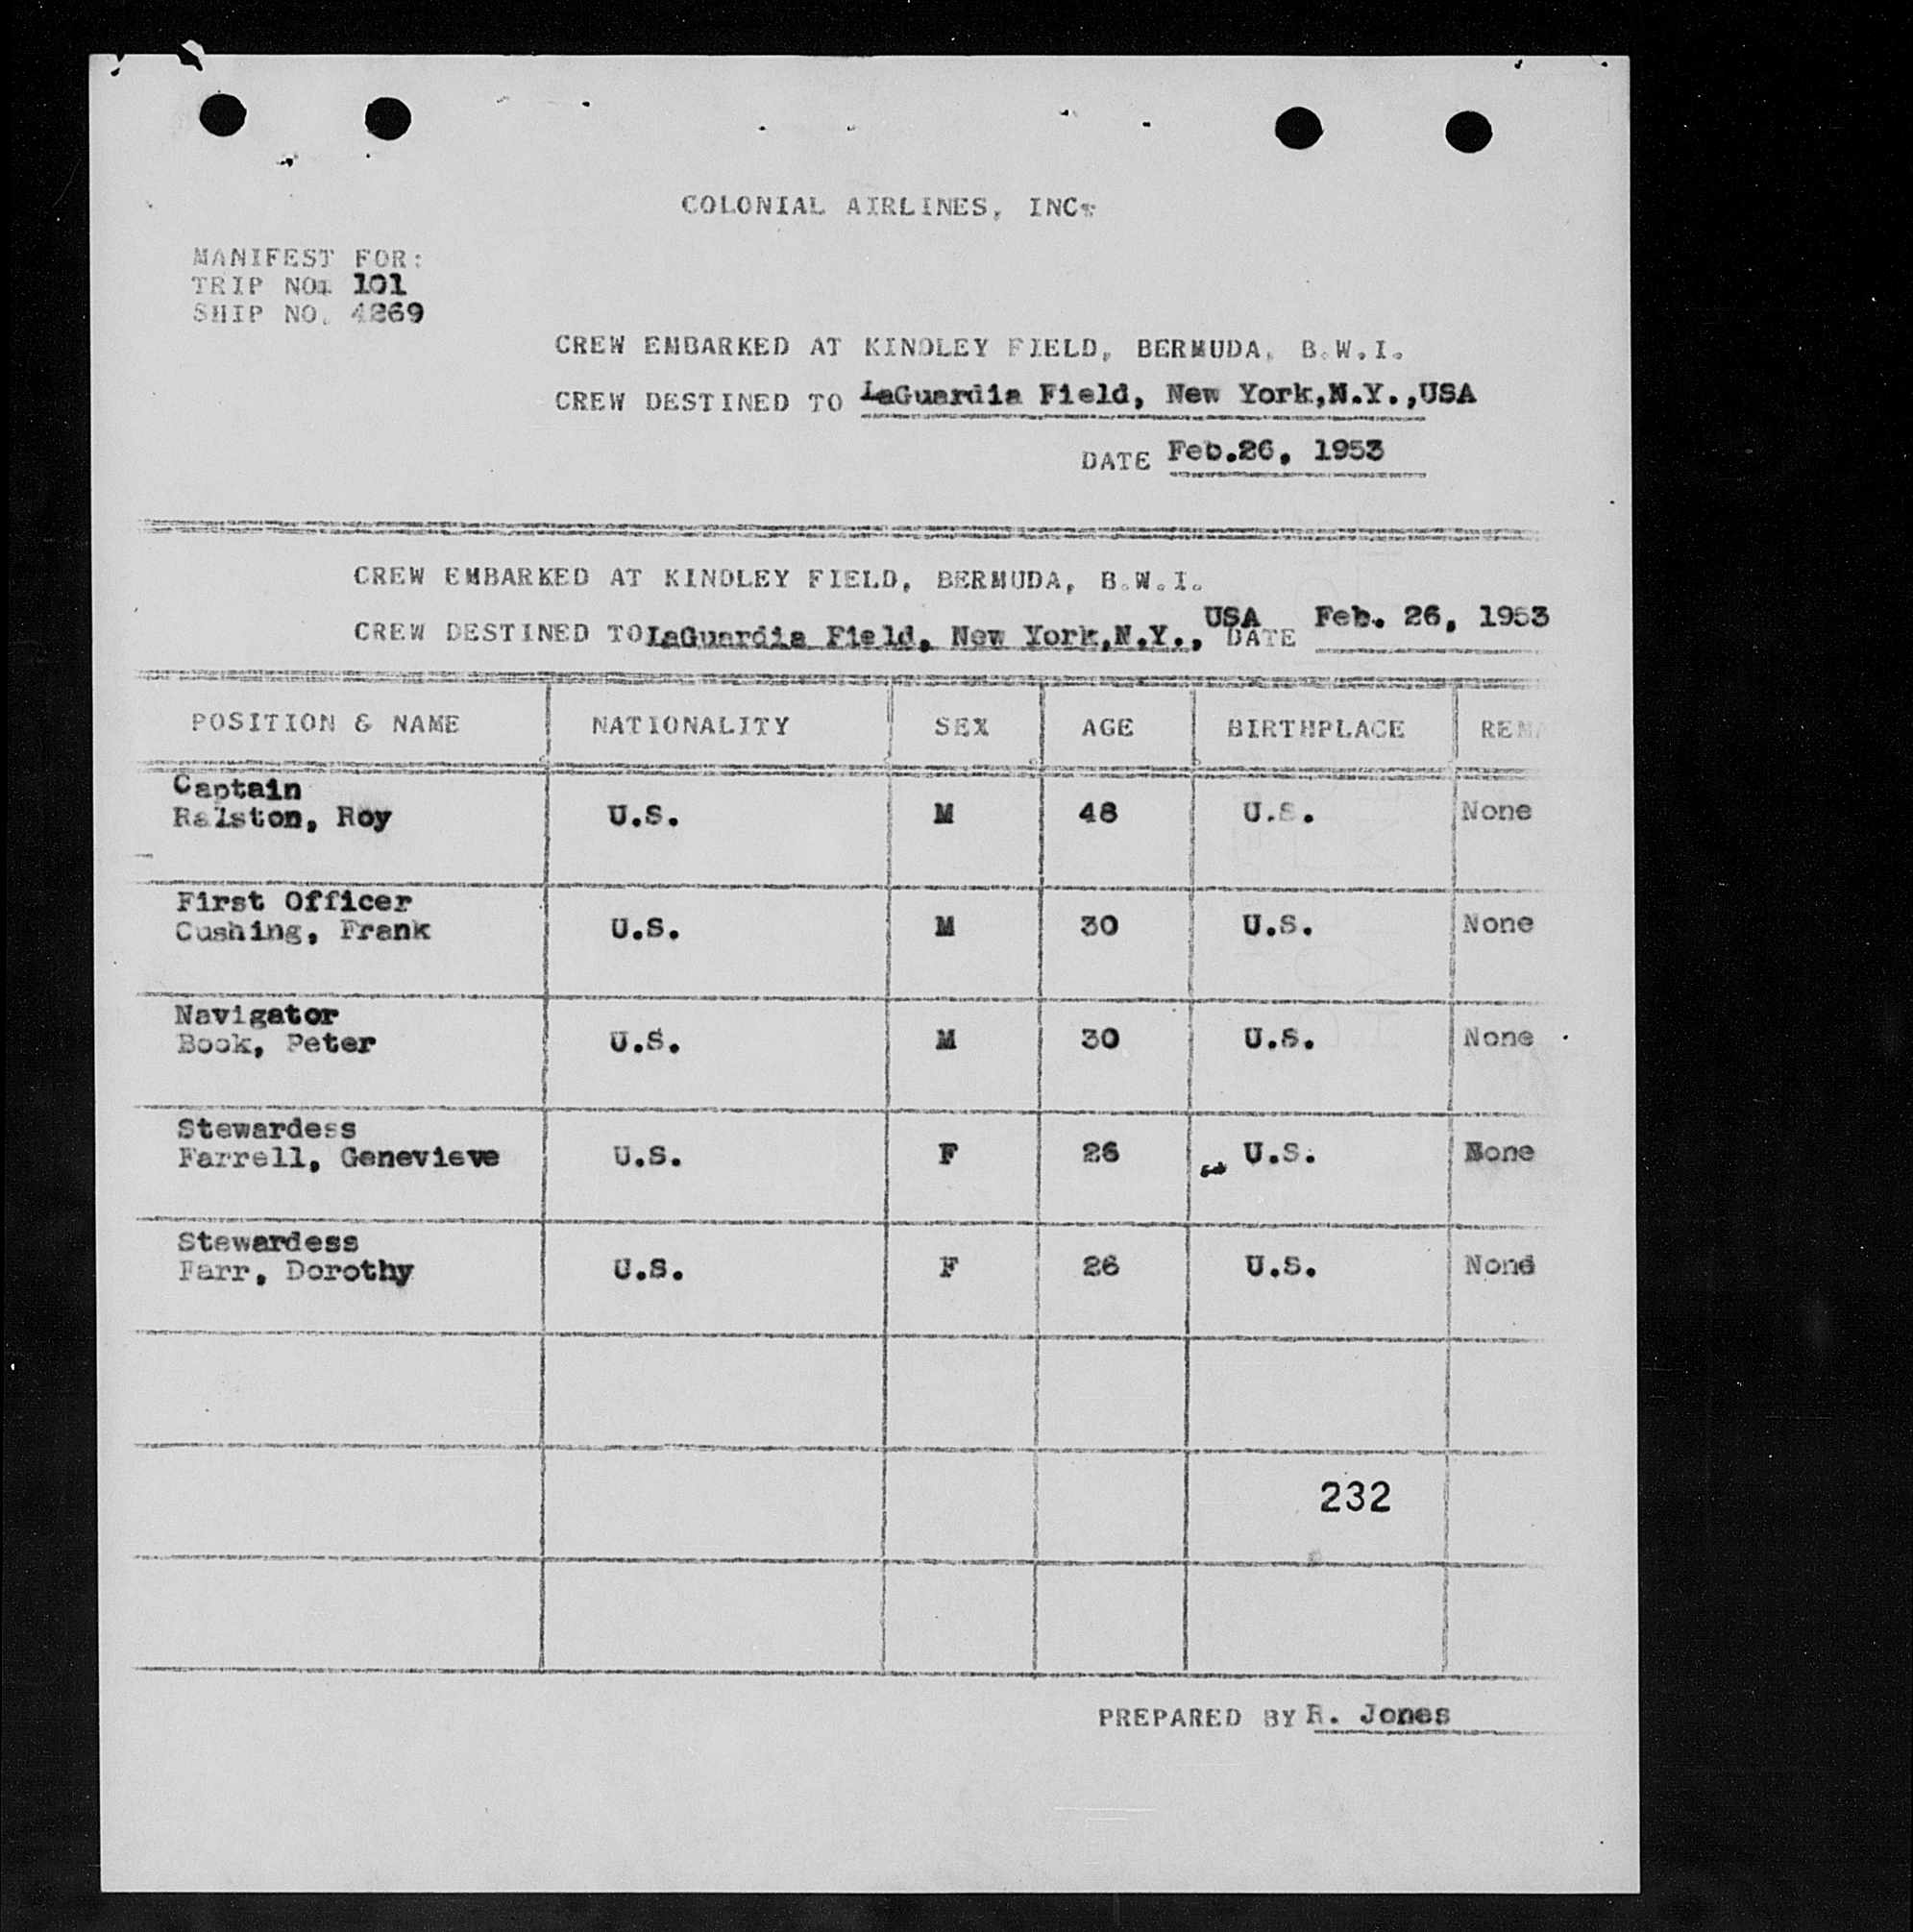 COLONIAL AIRLINES, INC.
MANIFEST FOR:
TRIP NO. 101
SHIP NO. 4269
CREW EMBARKED AT KINDLEY FIELD, BERMUDA, B.W.I.
CREW DESTINED TO LaGuardia Field, New York,N.Y.,USA
DATE Feb.26, 1953
CREW EMBARKED AT KINDLEY FIELD, BERMUDA, B.W.I.
CREW DESTINED TO LaGuardia Field, New York,N.Y., USA DATE Feb. 26, 1953
POSITION & NAME NATIONALITY SEX AGE BIRTHPLACE REMA
Captain
Ralston, Roy U.S. M 48 U.S. None
First Officer
Cushing, Frank U.S. M 30 U.S. None
Navigator
Book, Peter U.S. M 30 U.S. None
Stewardess
Farrell, Genevieve U.S. F 26 U.S. None
Stewardess
Farr, Dorothy U.S. F 26 U.S. None
232
PREPARED BY R. Jones